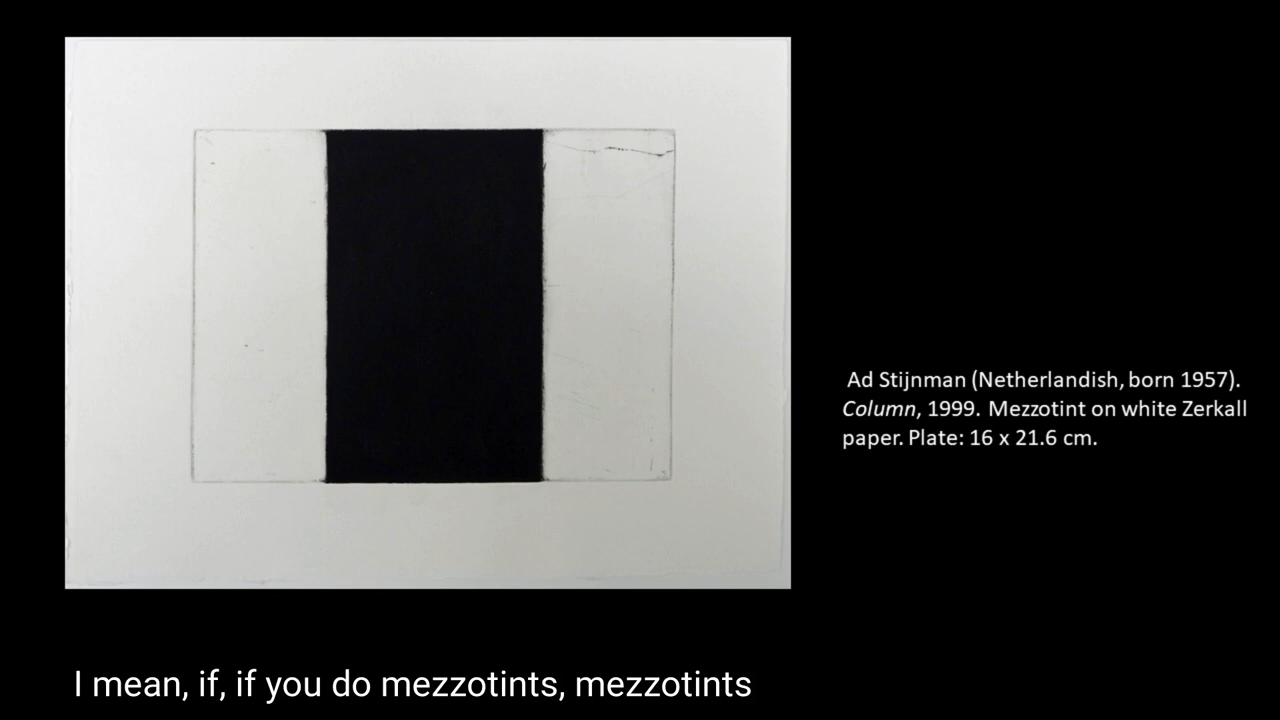 Ad Stijnman (Netherlandish, born 1957).
Column, 1999. Mezzotint on white Zerkall
paper. Plate: 16 x 21.6 cm.
I mean, if, if you do mezzotints, mezzotints